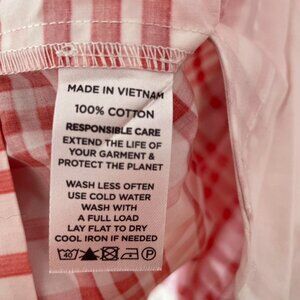 MADE IN VIETNAM
100% COTTON
RESPONSIBLE CARE
EXTEND THE LIFE OF
YOUR GARMENT &
PROTECT THE PLANET
WASH LESS OFTEN
USE COLD WATER
WASH WITH
A FULL LOAD
LAY FLAT TO DRY
COOL IRON IF NEEDED
40 P